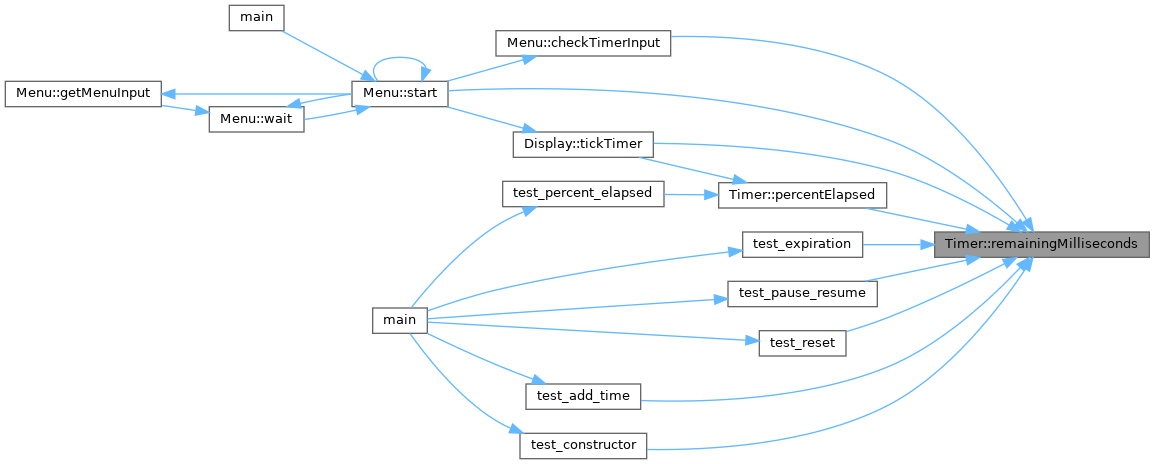 main
Menu::checkTimerInput
Menu::getMenuInput
Menu::start
Menu::wait
Display::tickTimer
test_percent_elapsed
Timer::percentElapsed
test_expiration
Timer::remainingMilliseconds
test_pause_resume
main
test_reset
test_add_time
test_constructor